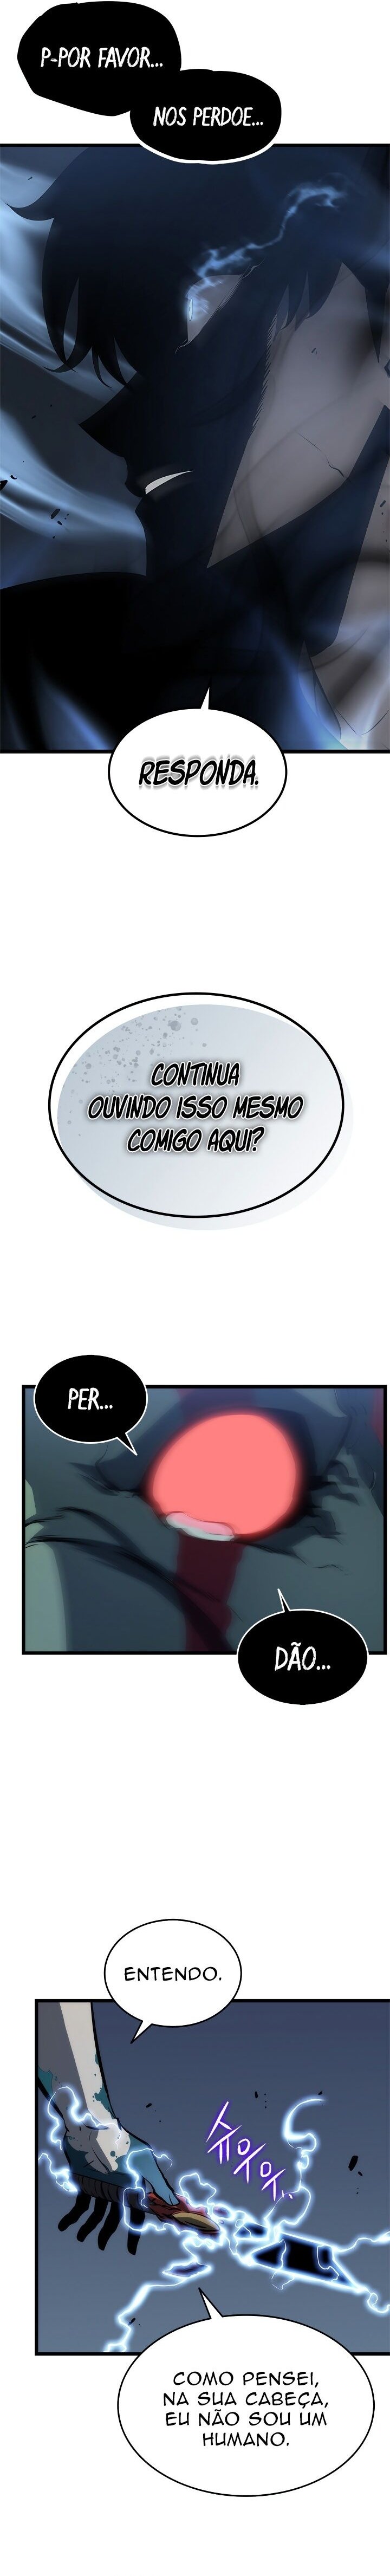 P-POR FAVOR...
NOS PERDOE...
RESPONDA.
CONTINUA
OUVINDO ISSO MESMO
COMIGO AQUI?
PER...
DÃO...
ENTENDO.
슈아아..
COMO PENSEI,
NA SUA CABEÇA,
EU NÃO SOU UM
HUMANO.